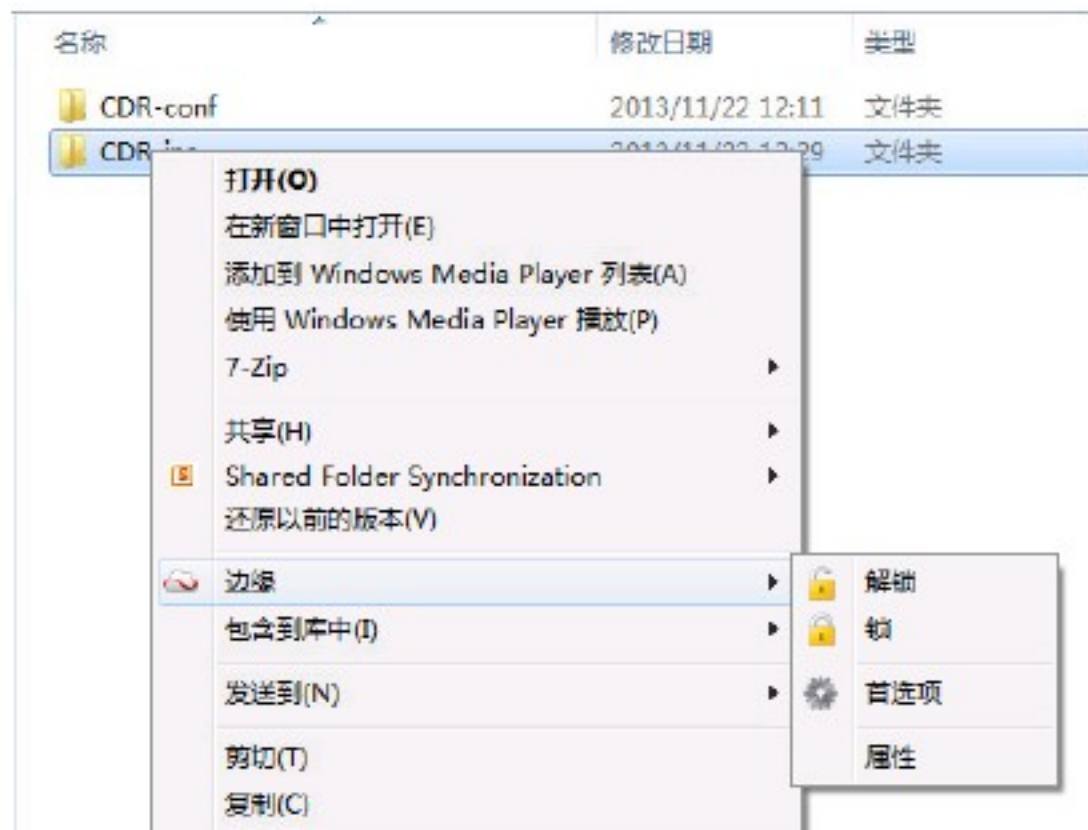 名称 修改日期 类型
CDR-conf 2013/11/22 12:11 文件夹
CDR 文件夹
打开(O)
在新窗口中打开(E)
添加到 Windows Media Player 列表(A)
使用 Windows Media Player 播放(P)
7-Zip
共享(H)
Shared Folder Synchronization
还原以前的版本(V)
边缘
解锁
包含到库中(I)
锁
发送到(N)
首选项
剪切(T)
属性
复制(C)